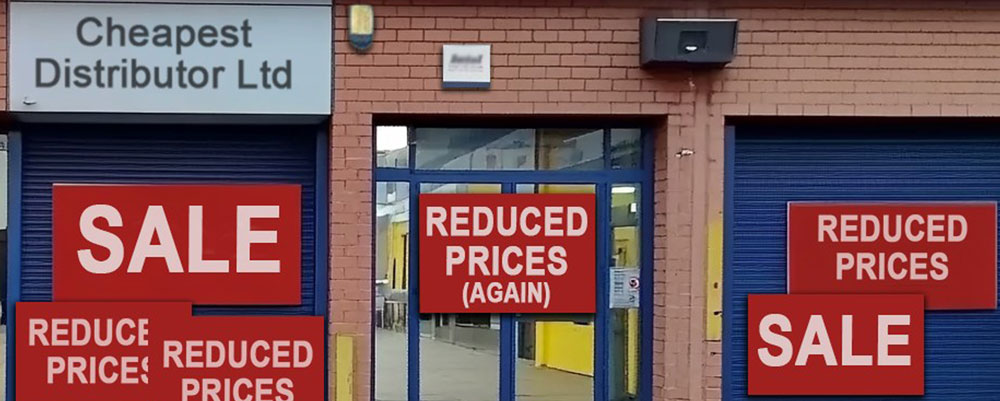 Cheapest
Distributor Ltd
SALE
REDUCE
PRICES
REDUCED
PRICES
REDUCED
PRICES
(AGAIN)
REDUCED
PRICES
SALE